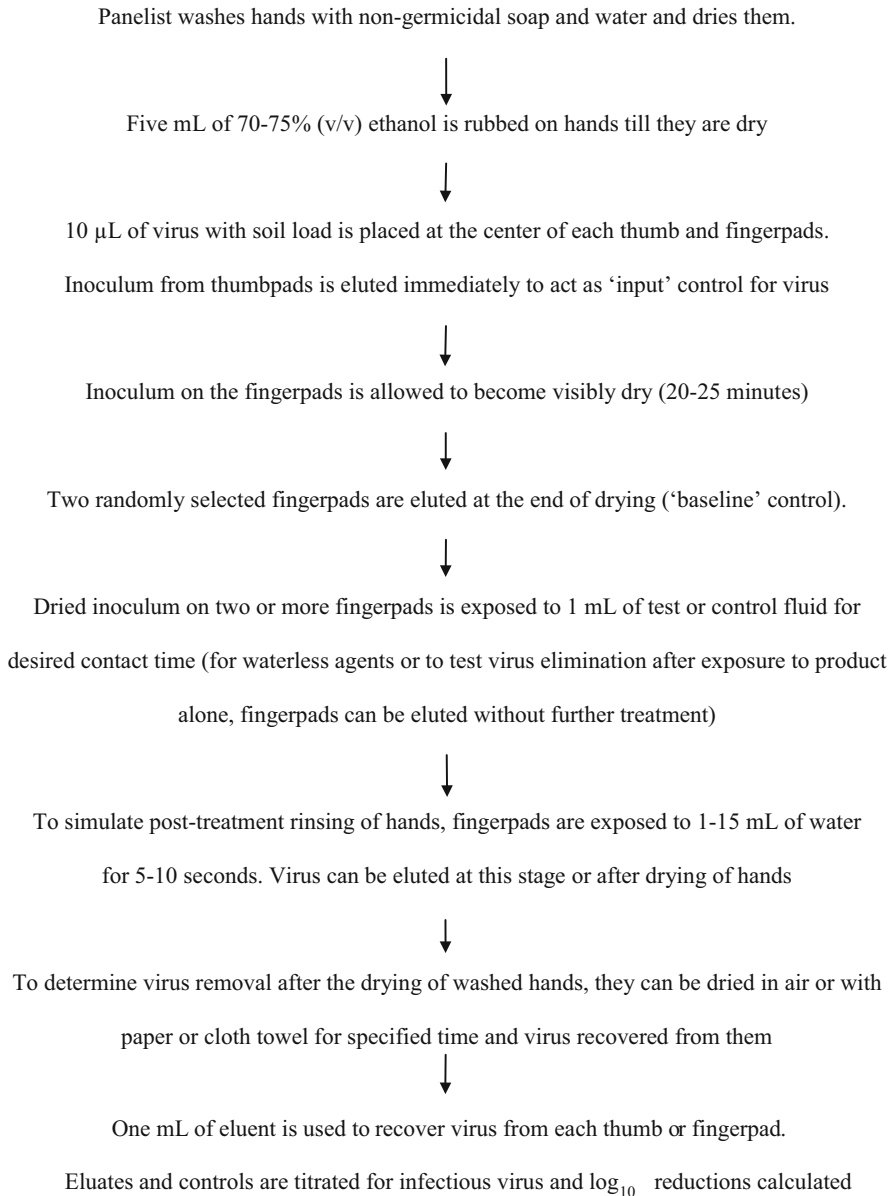 Panelist washes hands with non-germicidal soap and water and dries them.
Five mL of 70-75% (v/v) ethanol is rubbed on hands till they are dry
10 µL of virus with soil load is placed at the center of each thumb and fingerpads.
Inoculum from thumbpads is eluted immediately to act as ‘input’ control for virus
Inoculum on the fingerpads is allowed to become visibly dry (20-25 minutes)
Two randomly selected fingerpads are eluted at the end of drying (‘baseline’ control).
Dried inoculum on two or more fingerpads is exposed to 1 mL of test or control fluid for
desired contact time (for waterless agents or to test virus elimination after exposure to product
alone, fingerpads can be eluted without further treatment)
To simulate post-treatment rinsing of hands, fingerpads are exposed to 1-15 mL of water
for 5-10 seconds. Virus can be eluted at this stage or after drying of hands
To determine virus removal after the drying of washed hands, they can be dried in air or with
paper or cloth towel for specified time and virus recovered from them
One mL of eluent is used to recover virus from each thumb or fingerpad.
Eluates and controls are titrated for infectious virus and log₁₀ reductions calculated